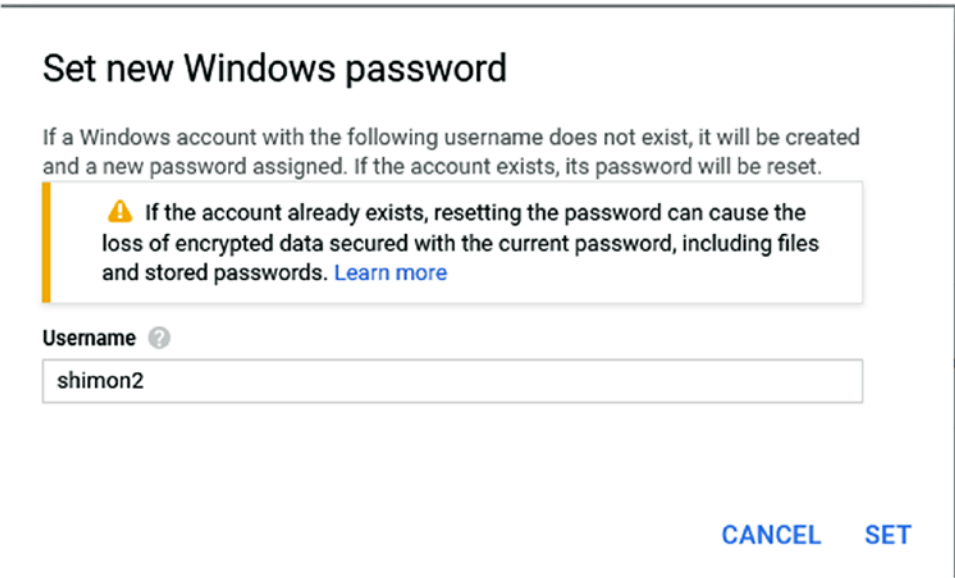 Set new Windows password
If a Windows account with the following username does not exist, it will be created
and a new password assigned. If the account exists, its password will be reset.
If the account already exists, resetting the password can cause the
loss of encrypted data secured with the current password, including files
and stored passwords. Learn more
Username
shimon2
CANCEL SET